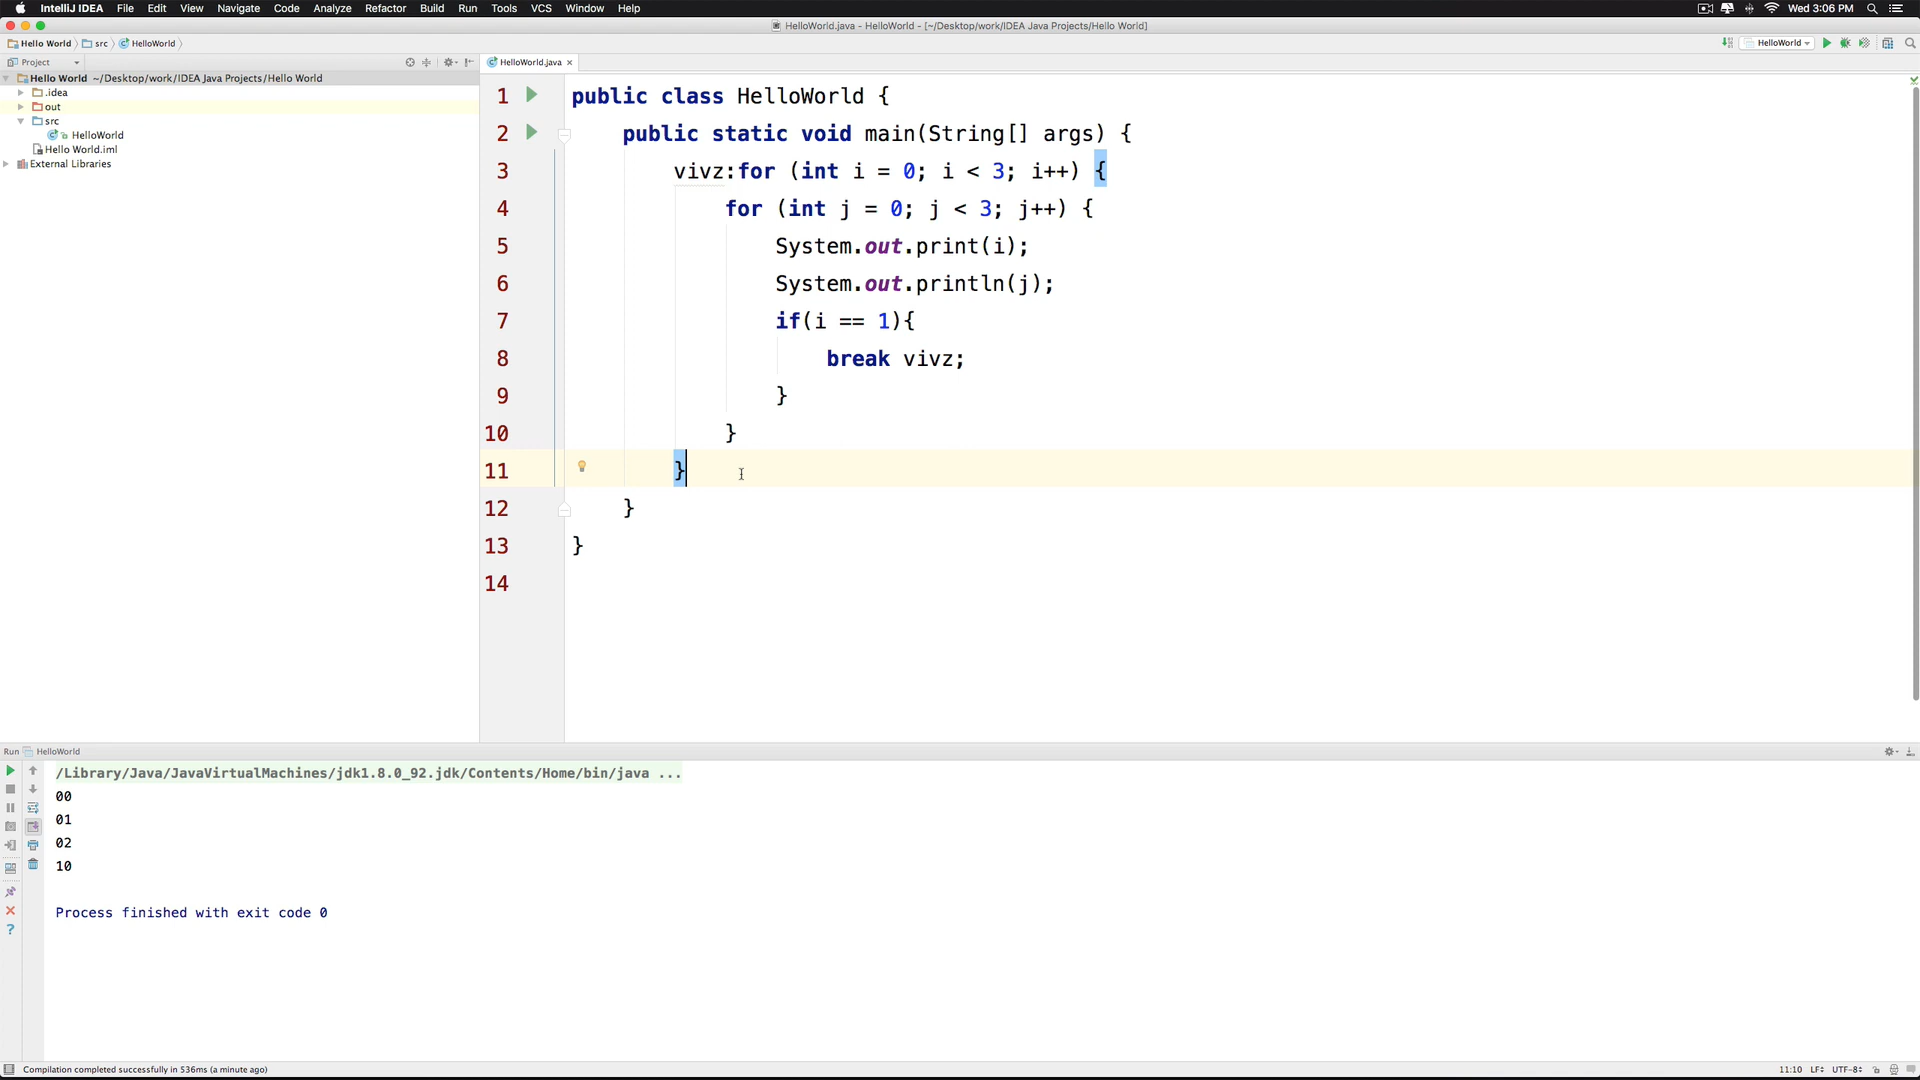 IntelliJ IDEA File Edit View Navigate Code Analyze Refactor Build Run Tools VCS Window Help Wed 3:06 PM
HelloWorld.java - HelloWorld - [~/Desktop/work/IDEA Java Projects/Hello World]
Hello World src HelloWorld HelloWorld
Project HelloWorld.java
Hello World ~/Desktop/work/IDEA Java Projects/Hello World
.idea
out
src
HelloWorld
Hello World.iml
External Libraries
1 public class HelloWorld {
2 public static void main(String[] args) {
3 vivz:for (int i = 0; i < 3; i++) {
4 for (int j = 0; j < 3; j++) {
5 System.out.print(i);
6 System.out.println(j);
7 if(i == 1){
8 break vivz;
9 }
10 }
11 }
12 }
13 }
14
Run HelloWorld
/Library/Java/JavaVirtualMachines/jdk1.8.0_92.jdk/Contents/Home/bin/java ...
00
01
02
10
Process finished with exit code 0
Compilation completed successfully in 536ms (a minute ago) 11:10 LF÷ UTF-8÷